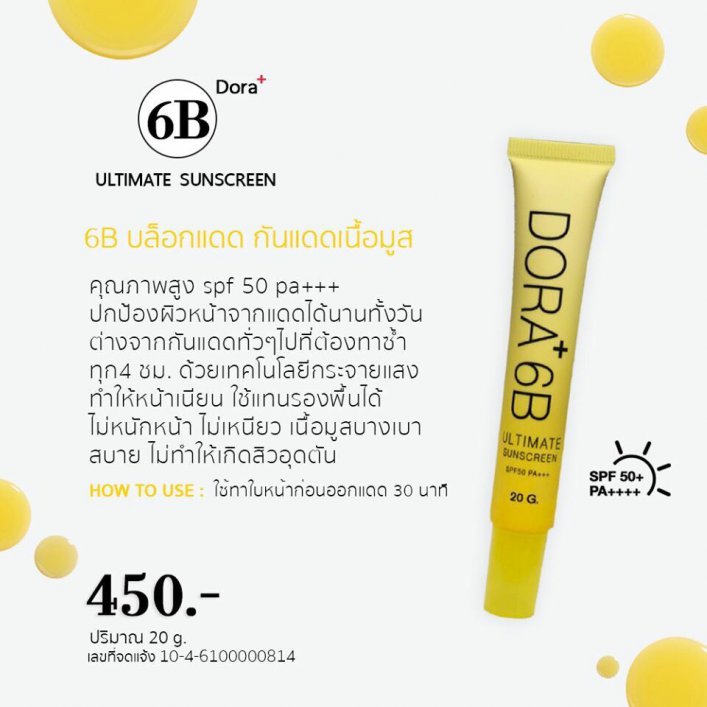 6B Dora+
ULTIMATE SUNSCREEN
6B บล็อกแดด กันแดดเนื้อมูส
คุณภาพสูง spf 50 pa+++
ปกป้องผิวหน้าจากแดดได้นานทั้งวัน
ต่างจากกันแดดทั่วๆไปที่ต้องทาซ้ำ
ทุก4 ชม. ด้วยเทคโนโลยีกระจายแสง
ทำให้หน้าเนียน ใช้แทนรองพื้นได้
ไม่หนักหน้า ไม่เหนียว เนื้อมูสบางเบา
สบาย ไม่ทำให้เกิดสิวอุดตัน
HOW TO USE : ใช้ทาใบหน้าก่อนออกแดด 30 นาที
450.-
ปริมาณ 20 g.
เลขที่จดแจ้ง 10-4-6100000814
DORA+ 6B
ULTIMATE
SUNSCREEN
SPF50 PA+++
20 G.
SPF 50+
PA++++